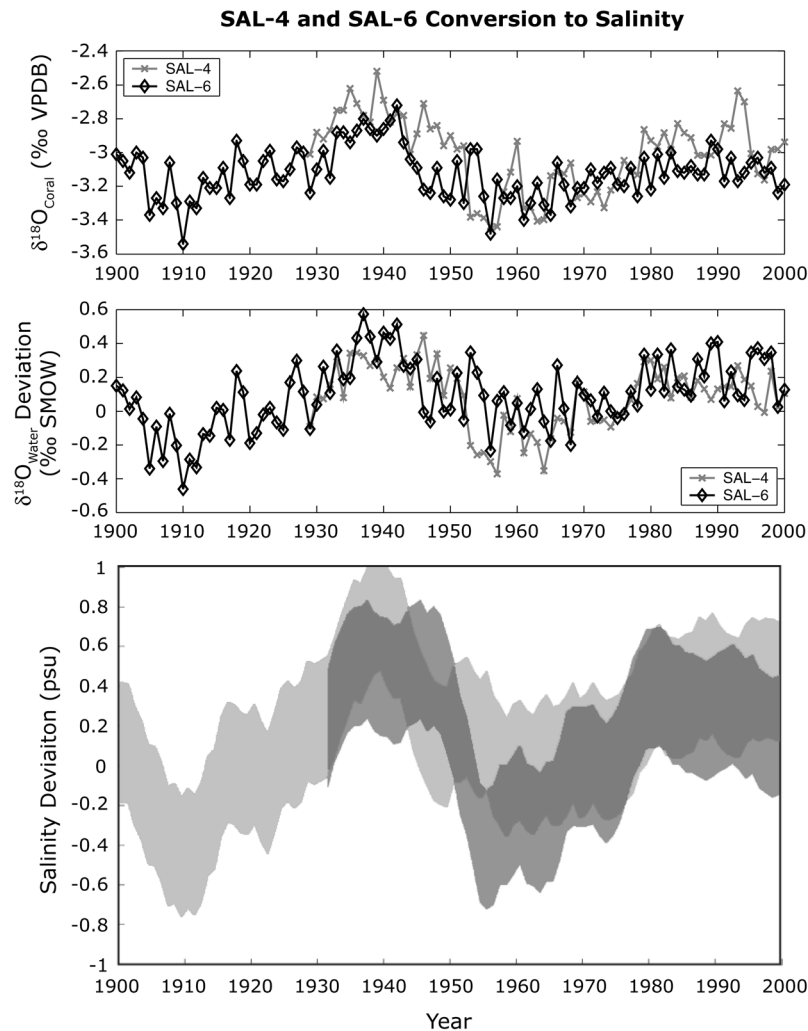 SAL-4 and SAL-6 Conversion to Salinity
-2.4
-2.6
-2.8
-3
-3.2
-3.4
-3.6
δ18OCoral (‰ VPDB)
SAL-4
SAL-6
1900 1910 1920 1930 1940 1950 1960 1970 1980 1990 2000
0.6
0.4
0.2
0
-0.2
-0.4
-0.6
δ18OWater Deviation
(‰ SMOW)
SAL-4
SAL-6
1900 1910 1920 1930 1940 1950 1960 1970 1980 1990 2000
1
0.8
0.6
0.4
0.2
0
-0.2
-0.4
-0.6
-0.8
-1
Salinity Deviaiton (psu)
1900 1910 1920 1930 1940 1950 1960 1970 1980 1990 2000
Year